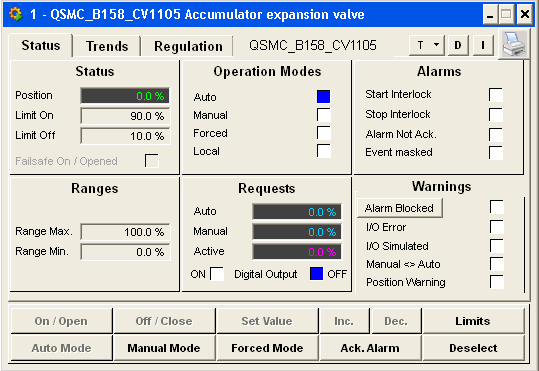 1 - QSMC_B158_CV1105 Accumulator expansion valve
Status Trends Regulation QSMC_B158_CV1105 T D I
Status
Position 0.0 %
Limit On 90.0 %
Limit Off 10.0 %
Failsafe On / Opened
Operation Modes
Auto
Manual
Forced
Local
Alarms
Start Interlock
Stop Interlock
Alarm Not Ack.
Event masked
Ranges
Range Max. 100.0 %
Range Min. 0.0 %
Requests
Auto 0.0 %
Manual 0.0 %
Active 0.0 %
ON Digital Output OFF
Warnings
Alarm Blocked
I/O Error
I/O Simulated
Manual <> Auto
Position Warning
On / Open Off / Close Set Value Inc. Dec. Limits
Auto Mode Manual Mode Forced Mode Ack. Alarm Deselect